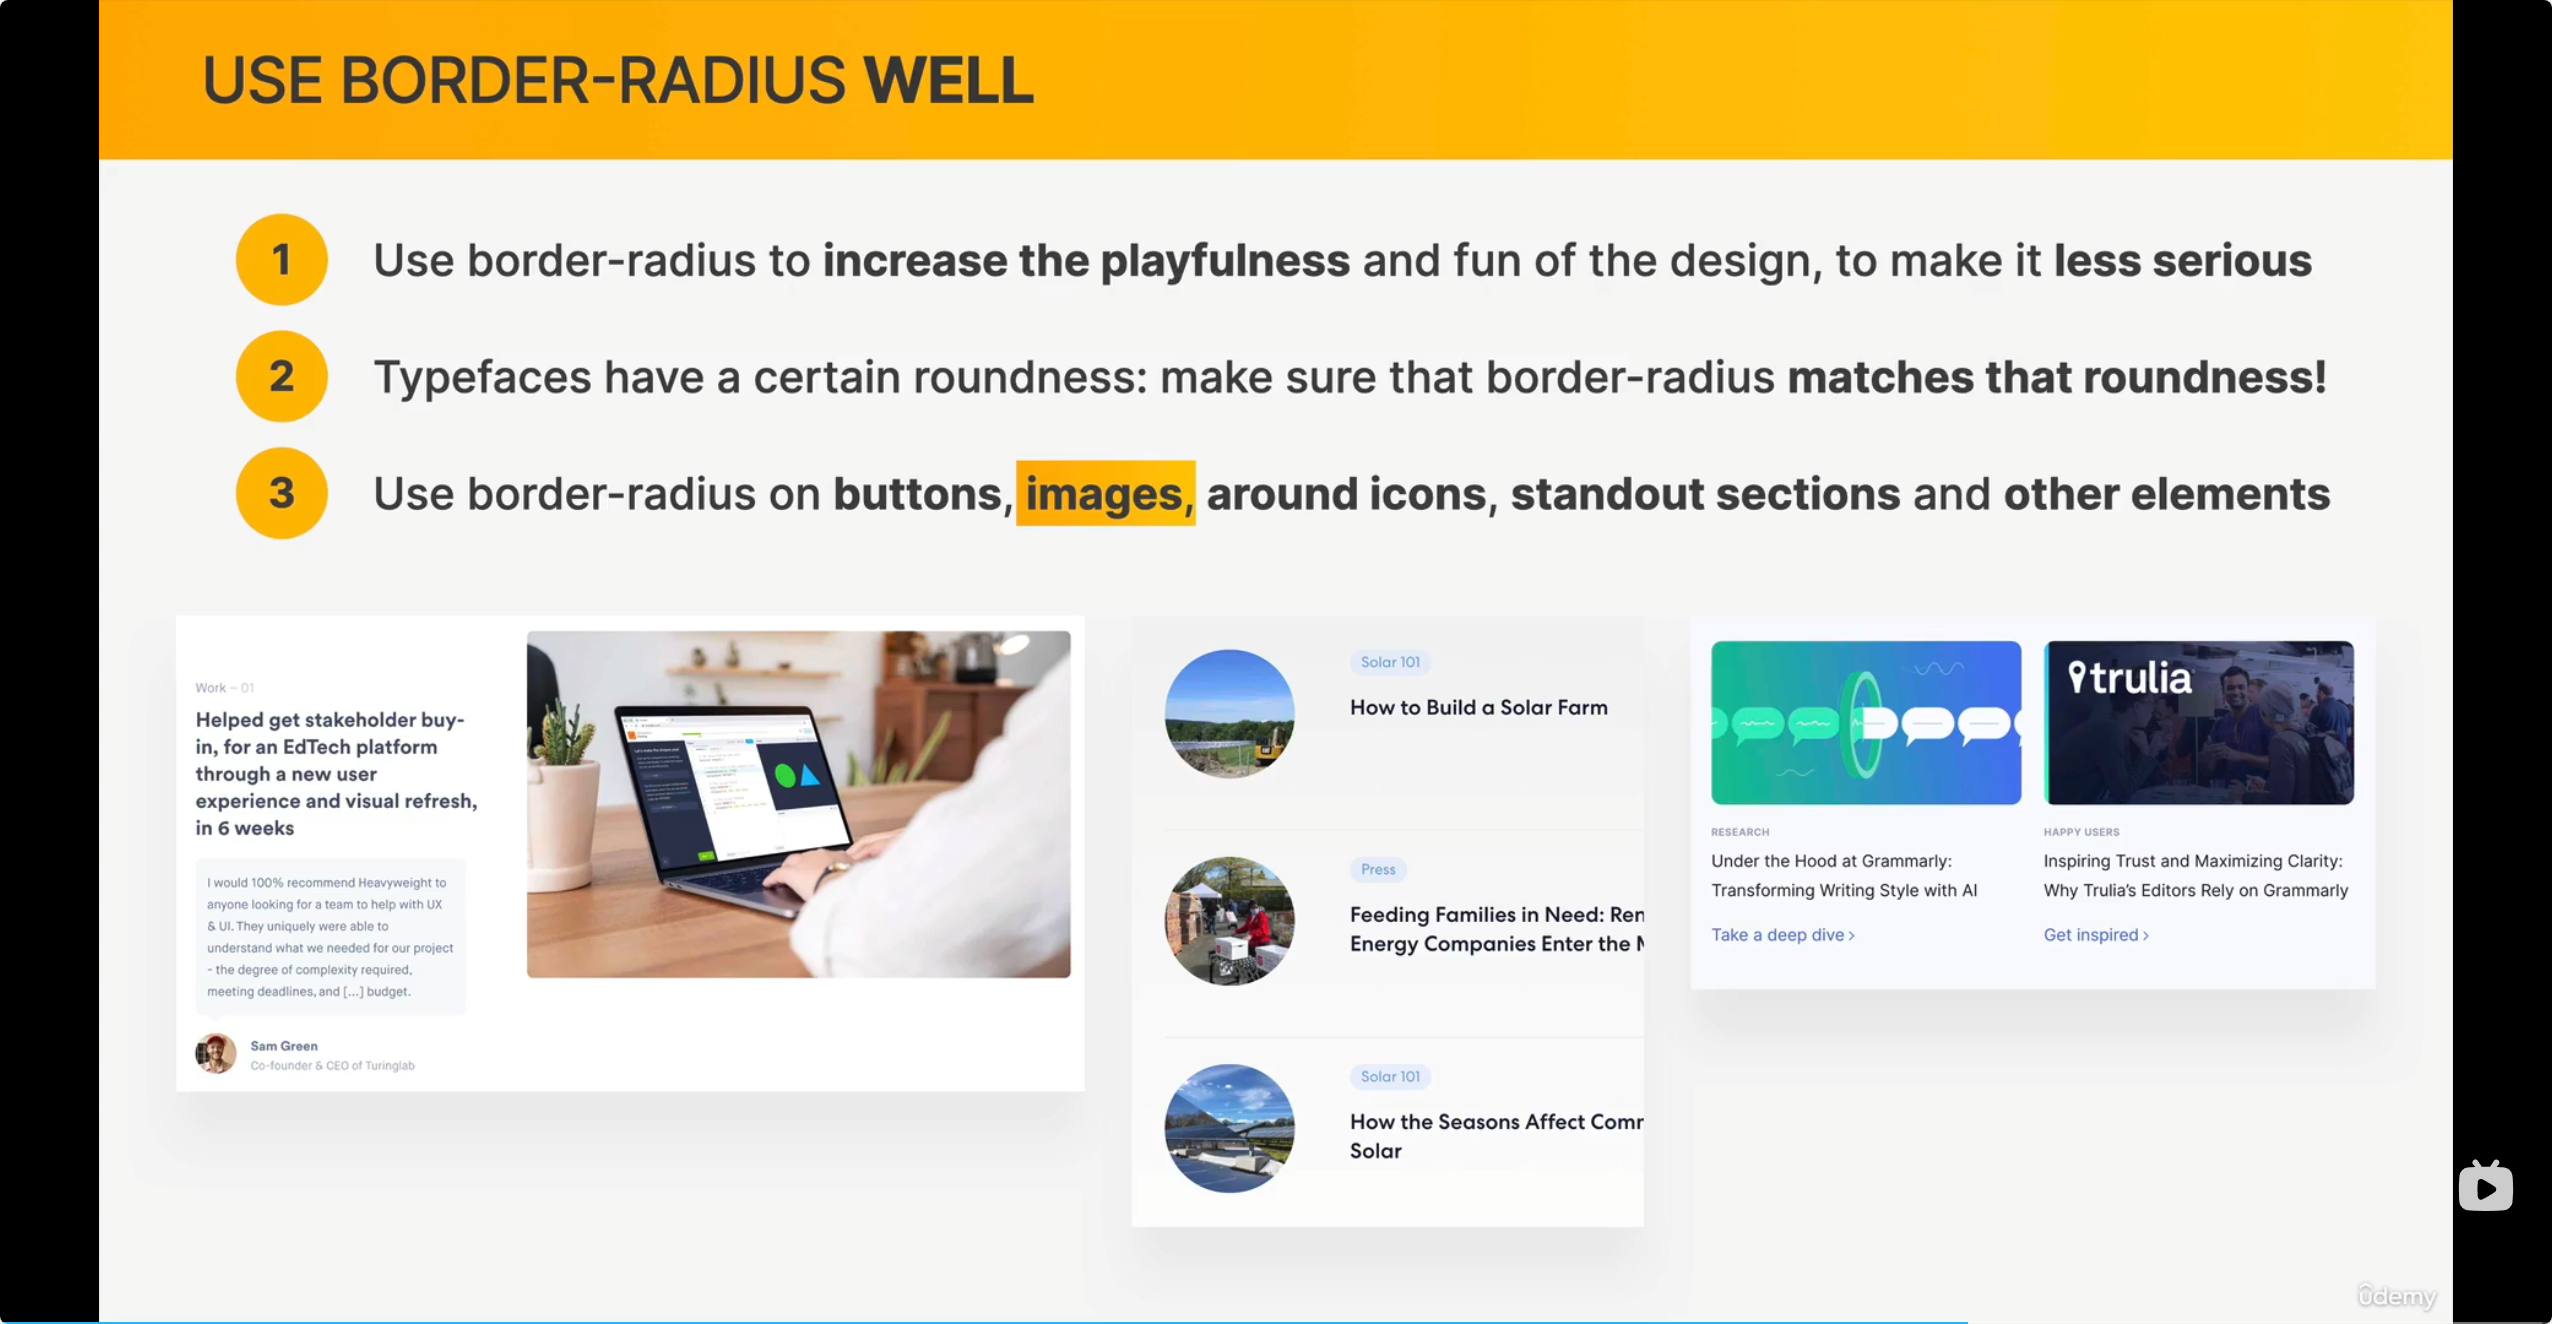 USE BORDER-RADIUS WELL
1 Use border-radius to increase the playfulness and fun of the design, to make it less serious
2 Typefaces have a certain roundness: make sure that border-radius matches that roundness!
3 Use border-radius on buttons, images, around icons, standout sections and other elements
Work – 01
Helped get stakeholder buy-
in, for an EdTech platform
through a new user
experience and visual refresh,
in 6 weeks
I would 100% recommend Heavyweight to
anyone looking for a team to help with UX
& UI. They uniquely were able to
understand what we needed for our project
- the degree of complexity required,
meeting deadlines, and [...] budget.
Sam Green
Co-founder & CEO of Turinglab
Solar 101
How to Build a Solar Farm
Press
Feeding Families in Need: Ren
Energy Companies Enter the M
Solar 101
How the Seasons Affect Comm
Solar
RESEARCH
Under the Hood at Grammarly:
Transforming Writing Style with AI
Take a deep dive ›
trulia
HAPPY USERS
Inspiring Trust and Maximizing Clarity:
Why Trulia's Editors Rely on Grammarly
Get inspired ›
ûdemy